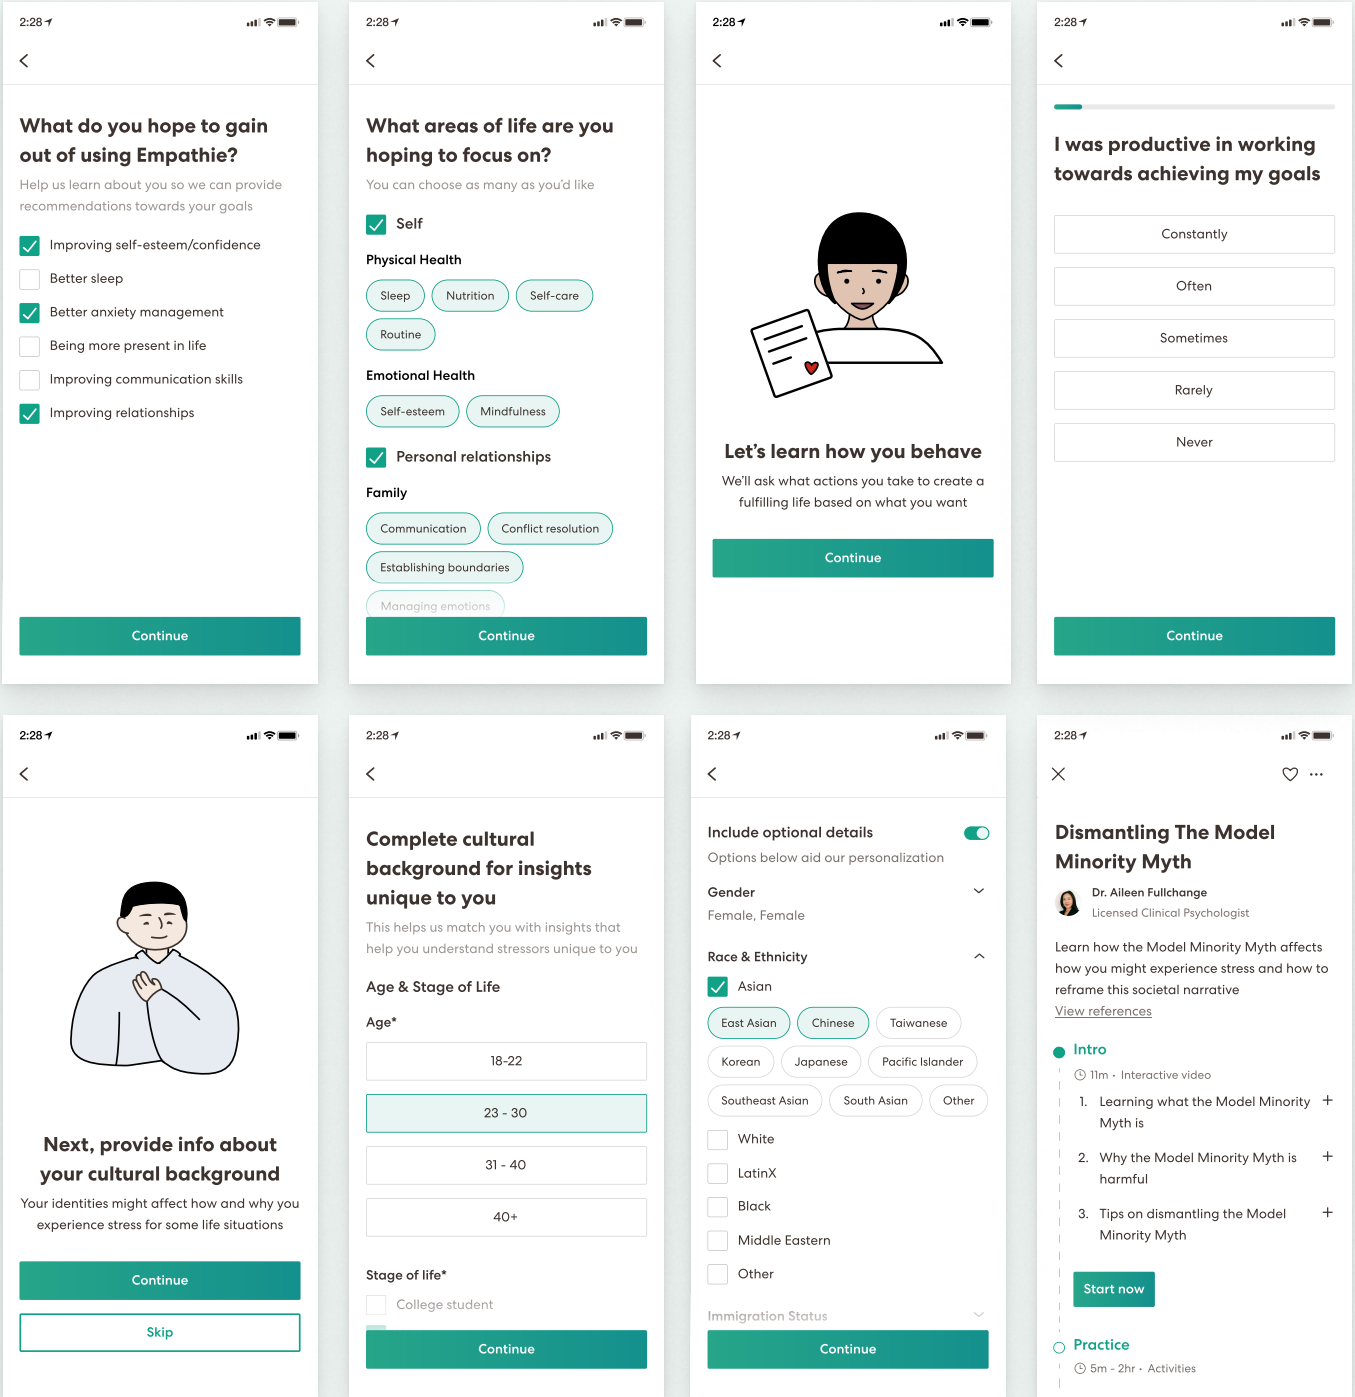 2:28
What do you hope to gain
out of using Empathie?
Help us learn about you so we can provide
recommendations towards your goals
Improving self-esteem/confidence
Better sleep
Better anxiety management
Being more present in life
Improving communication skills
Improving relationships
Continue
2:28
What areas of life are you
hoping to focus on?
You can choose as many as you'd like
Self
Physical Health
Sleep
Nutrition
Self-care
Routine
Emotional Health
Self-esteem
Mindfulness
Personal relationships
Family
Communication
Conflict resolution
Establishing boundaries
Managing emotions
Continue
2:28
Let's learn how you behave
We'll ask what actions you take to create a
fulfilling life based on what you want
Continue
2:28
I was productive in working
towards achieving my goals
Constantly
Often
Sometimes
Rarely
Never
Continue
2:28
Next, provide info about
your cultural background
Your identities might affect how and why you
experience stress for some life situations
Continue
Skip
2:28
Complete cultural
background for insights
unique to you
This helps us match you with insights that
help you understand stressors unique to you
Age & Stage of Life
Age*
18-22
23 - 30
31 - 40
40+
Stage of life*
College student
Continue
2:28
Include optional details
Options below aid our personalization
Gender
Female, Female
Race & Ethnicity
Asian
East Asian
Chinese
Taiwanese
Korean
Japanese
Pacific Islander
Southeast Asian
South Asian
Other
White
LatinX
Black
Middle Eastern
Other
Immigration Status
Continue
2:28
Dismantling The Model
Minority Myth
Dr. Aileen Fullchange
Licensed Clinical Psychologist
Learn how the Model Minority Myth affects
how you might experience stress and how to
reframe this societal narrative
View references
Intro
11m • Interactive video
1. Learning what the Model Minority
Myth is
2. Why the Model Minority Myth is
harmful
3. Tips on dismantling the Model
Minority Myth
Start now
Practice
5m - 2hr • Activities